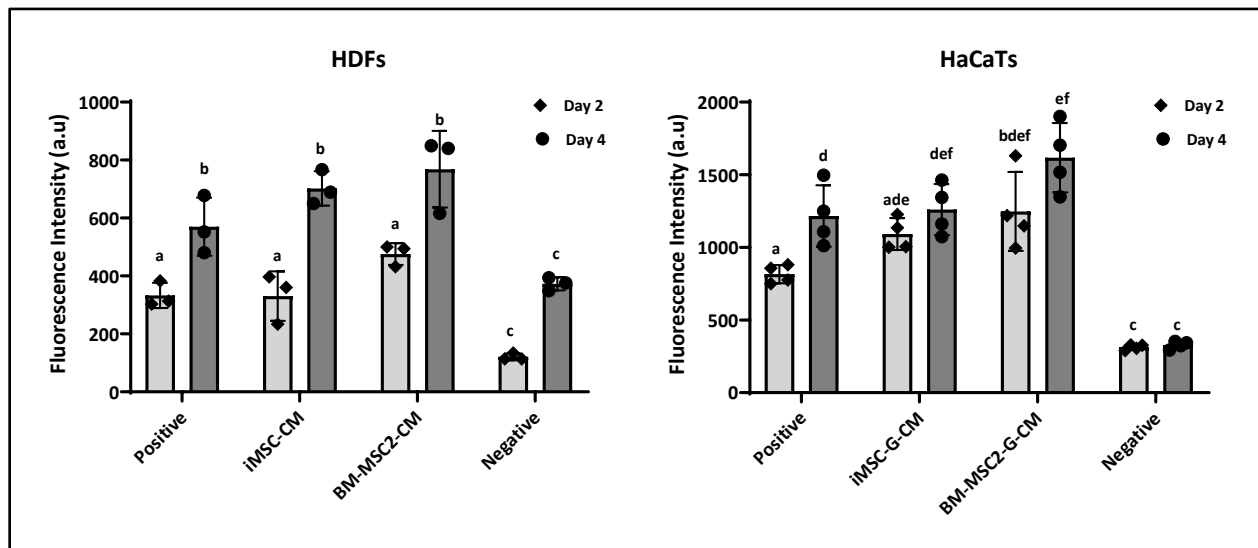 HDFs
Fluorescence Intensity (a.u)
1000
800
600
400
200
0
Day 2
Day 4
a
b
a
b
a
b
c
c
Positive
iMSC-CM
BM-MSC2-CM
Negative
HaCaTs
Fluorescence Intensity (a.u)
2000
1500
1000
500
0
Day 2
Day 4
a
d
ade
def
bdef
ef
c
c
Positive
iMSC-G-CM
BM-MSC2-G-CM
Negative